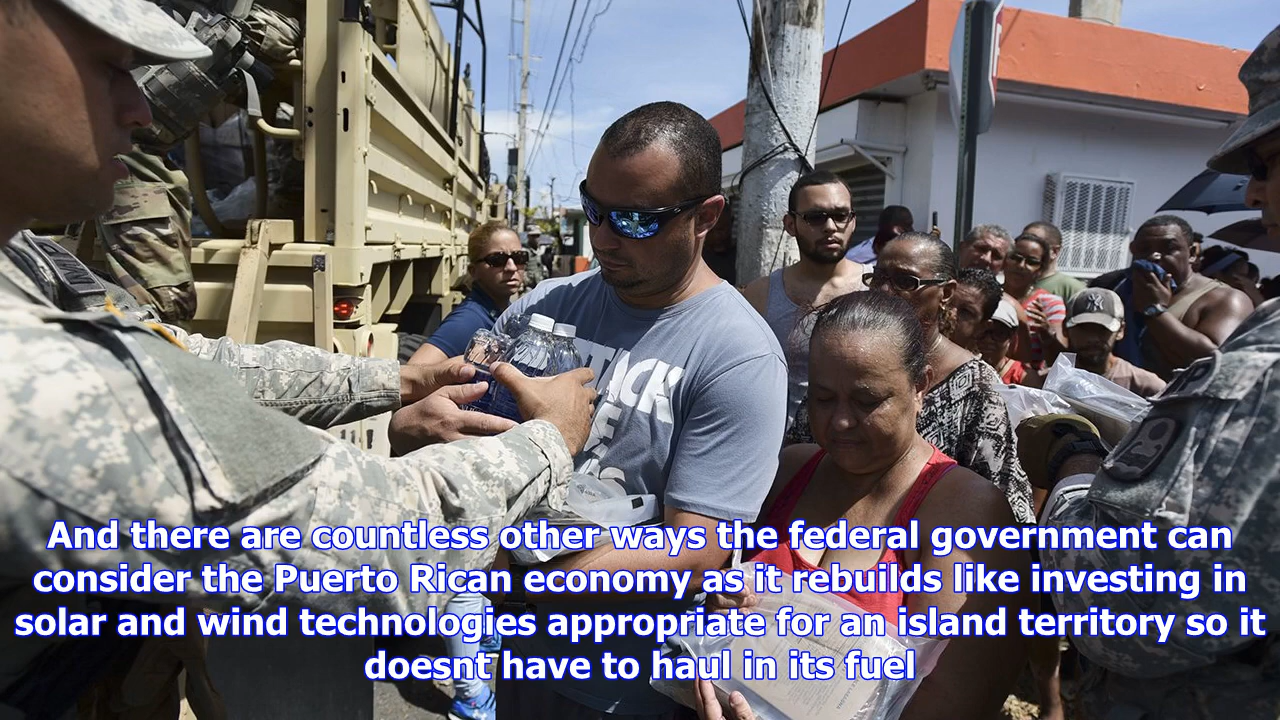 And there are countless other ways the federal government can
consider the Puerto Rican economy as it rebuilds like investing in
solar and wind technologies appropriate for an island territory so it
doesnt have to haul in its fuel